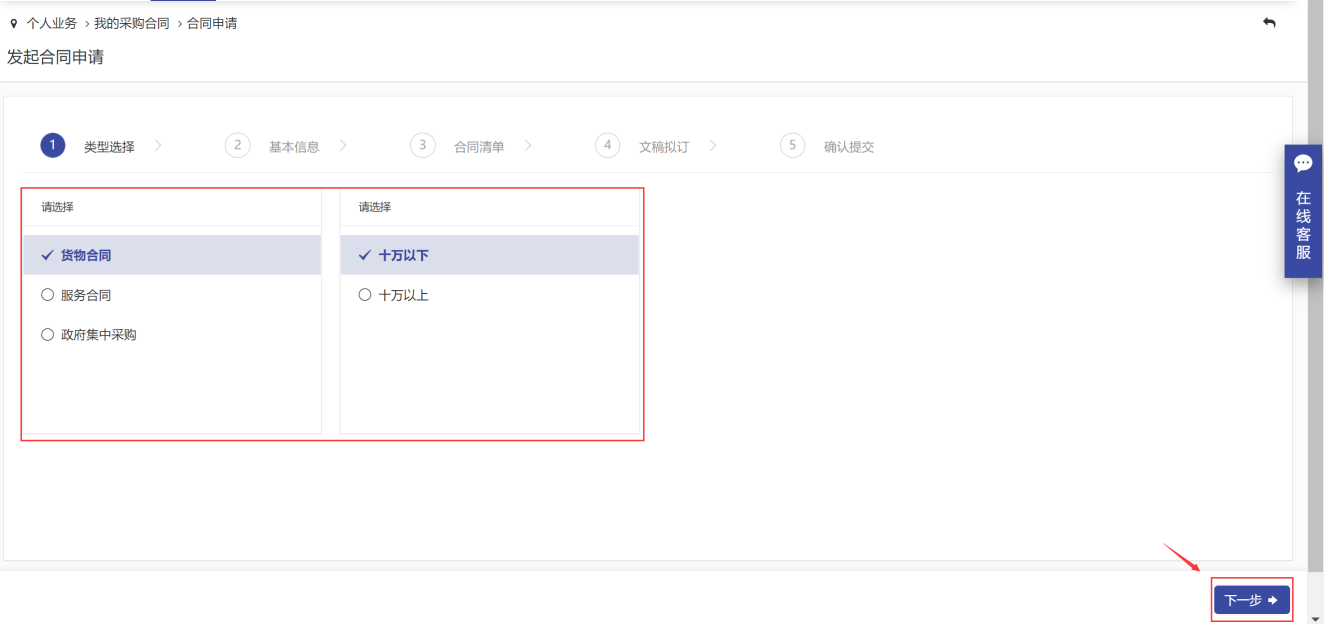 个人业务 > 我的采购合同 > 合同申请
发起合同申请
1 类型选择 > 2 基本信息 > 3 合同清单 > 4 文稿拟订 > 5 确认提交
请选择 请选择
货物合同 十万以下
服务合同 十万以上
政府集中采购
在线客服
下一步